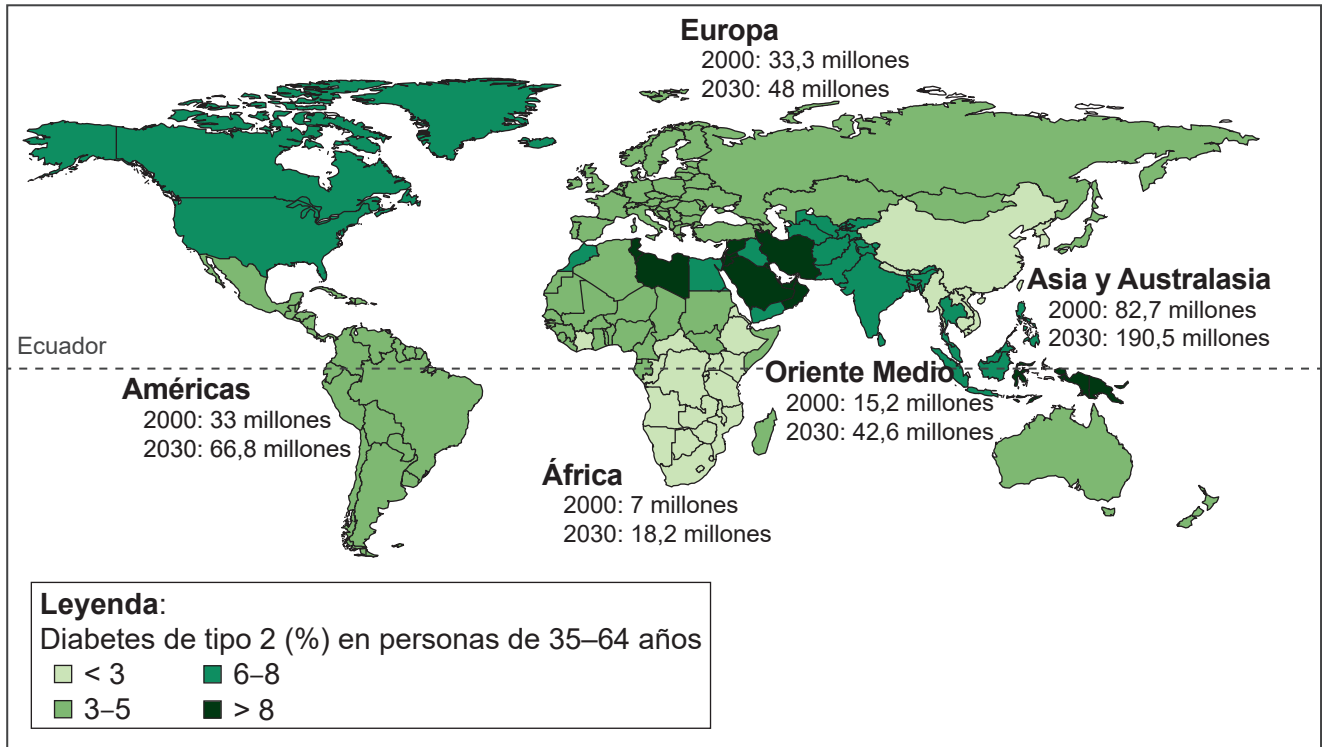 Europa
2000: 33,3 millones
2030: 48 millones
Asia y Australasia
2000: 82,7 millones
2030: 190,5 millones
Ecuador
Américas
2000: 33 millones
2030: 66,8 millones
Oriente Medio
2000: 15,2 millones
2030: 42,6 millones
África
2000: 7 millones
2030: 18,2 millones
Leyenda:
Diabetes de tipo 2 (%) en personas de 35–64 años
< 3
6–8
3–5
> 8